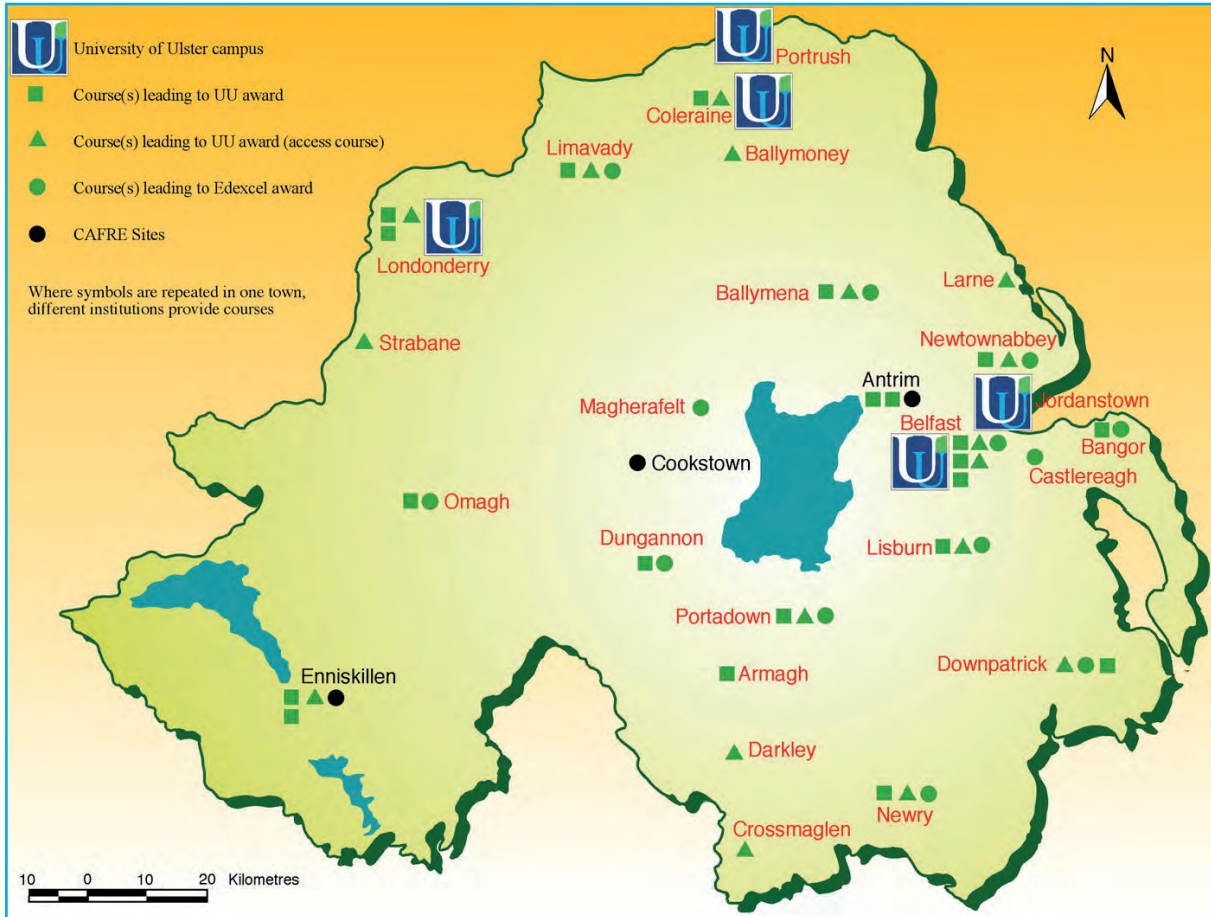 University of Ulster campus
Course(s) leading to UU award
Course(s) leading to UU award (access course)
Course(s) leading to Edexcel award
CAFRE Sites
Where symbols are repeated in one town,
different institutions provide courses
N
Portrush
Coleraine
Ballymoney
Limavady
Londonderry
Larne
Ballymena
Strabane
Newtownabbey
Antrim
Jordanstown
Magherafelt
Belfast
Bangor
Cookstown
Castlereagh
Omagh
Dungannon
Lisburn
Portadown
Downpatrick
Armagh
Enniskillen
Darkley
Newry
Crossmaglen
10 0 10 20 Kilometres